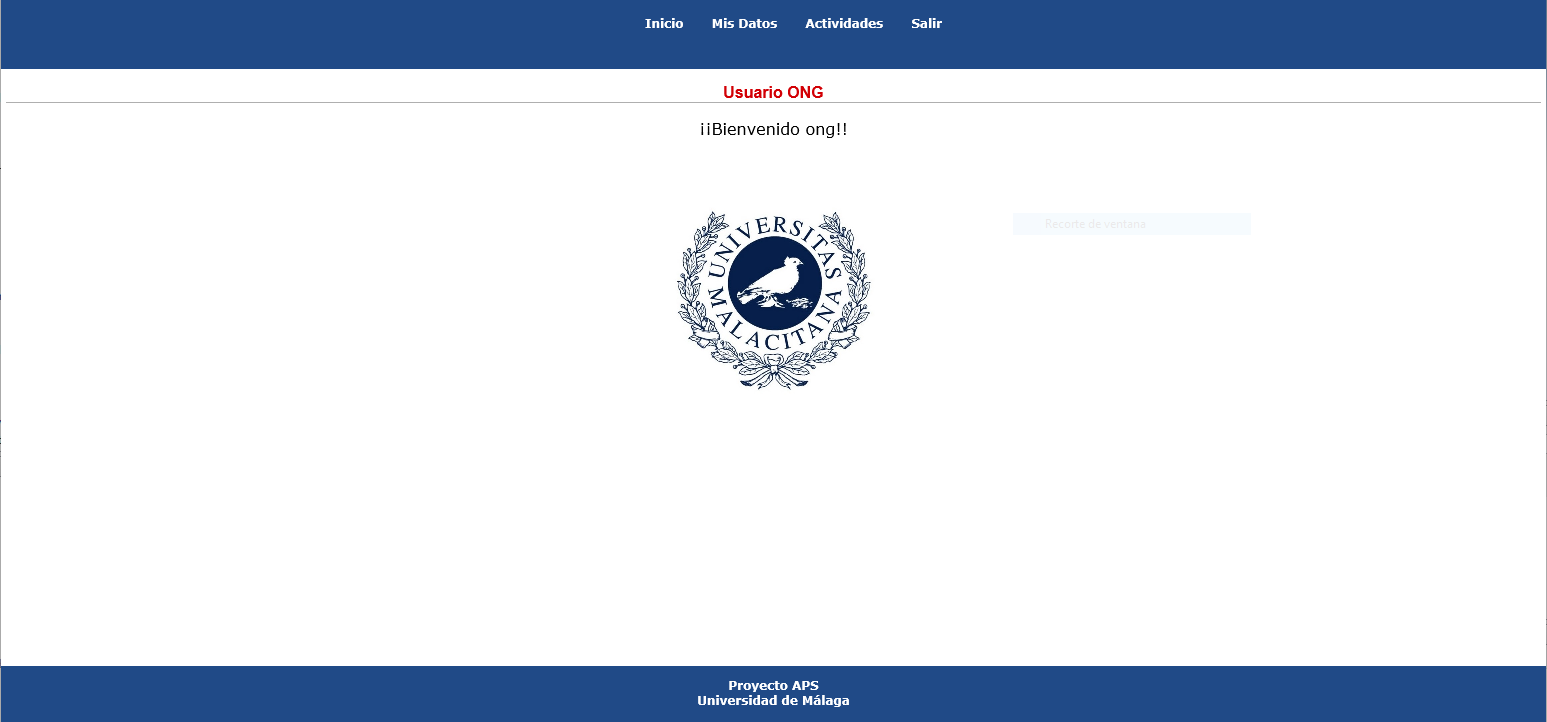 Inicio Mis Datos Actividades Salir
Usuario ONG
¡¡Bienvenido ong!!
Recorte de ventana
UNIVERSITAS
MALACITANA
Proyecto APS
Universidad de Málaga